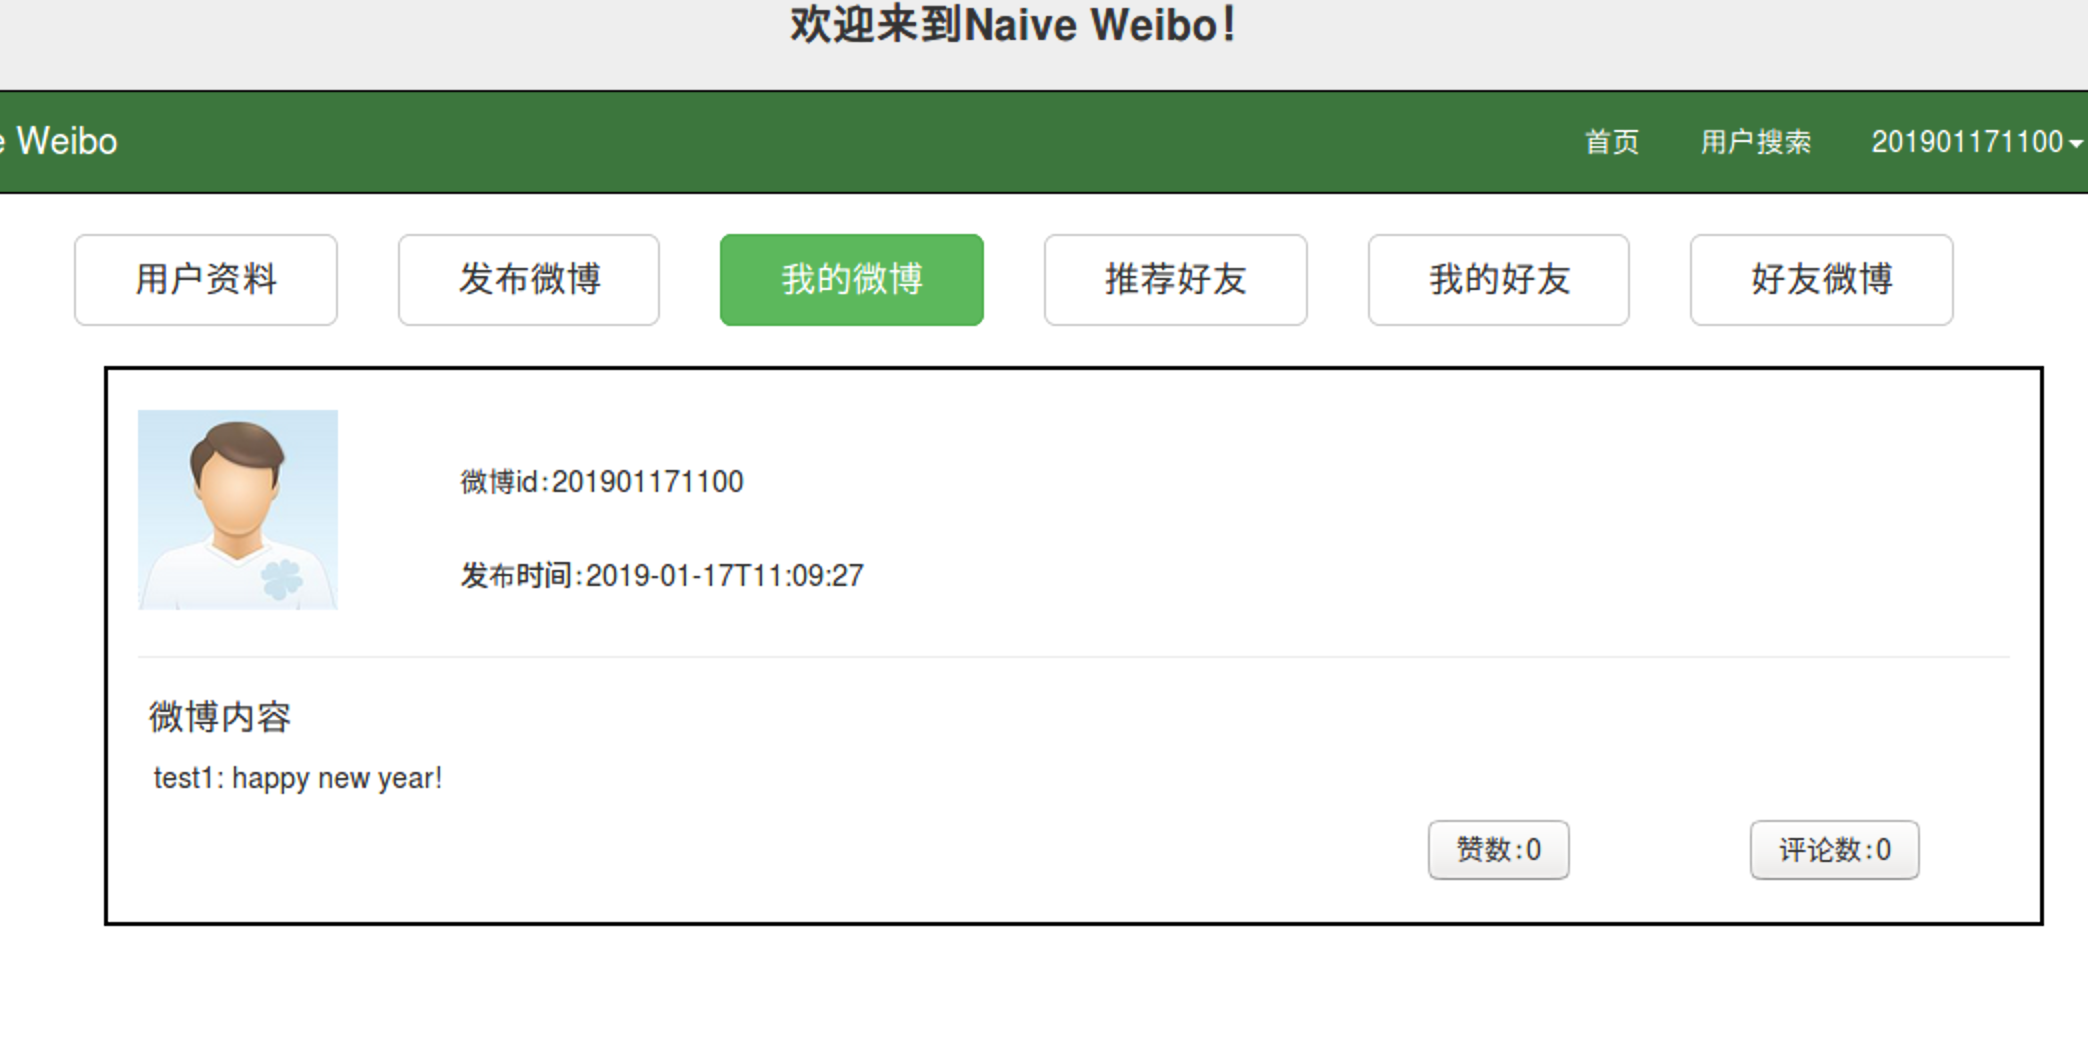 欢迎来到Naive Weibo！
e Weibo
首页
用户搜索
201901171100
用户资料
发布微博
我的微博
推荐好友
我的好友
好友微博
微博id:201901171100
发布时间:2019-01-17T11:09:27
微博内容
test1: happy new year!
赞数:0
评论数:0